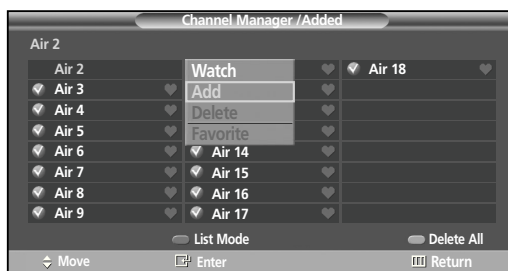 Channel Manager /Added
Air 2
Air 2
Watch
Air 18
Air 3
Add
Air 4
Delete
Air 5
Favorite
Air 6
Air 14
Air 7
Air 15
Air 8
Air 16
Air 9
Air 17
List Mode
Delete All
Move
Enter
Return